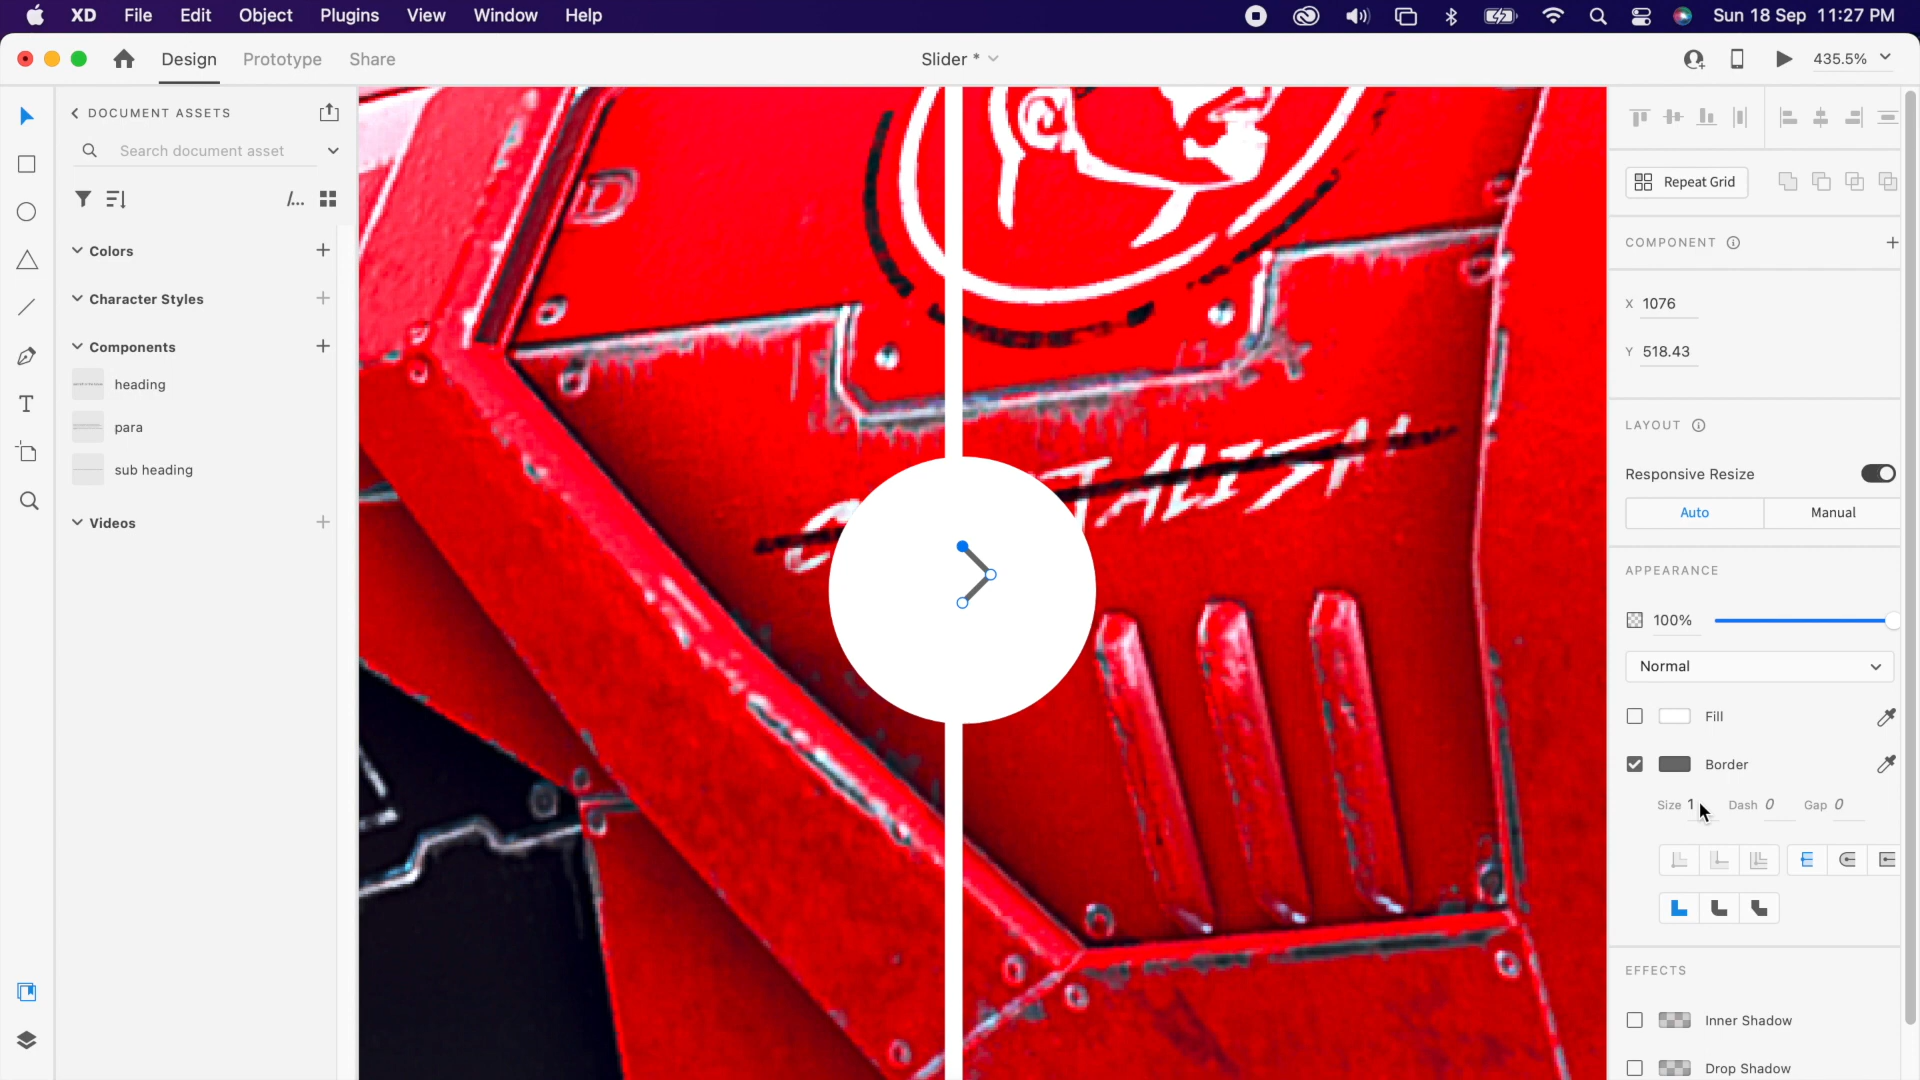 XD File Edit Object Plugins View Window Help Sun 18 Sep 11:27 PM
Design Prototype Share Slider * 435.5%
DOCUMENT ASSETS
Search document asset
/...
Colors
Character Styles
Components
heading
para
sub heading
Videos
Repeat Grid
COMPONENT
X 1076
Y 518.43
LAYOUT
Responsive Resize
Auto Manual
APPEARANCE
100%
Normal
Fill
Border
Size 1 Dash 0 Gap 0
EFFECTS
Inner Shadow
Drop Shadow